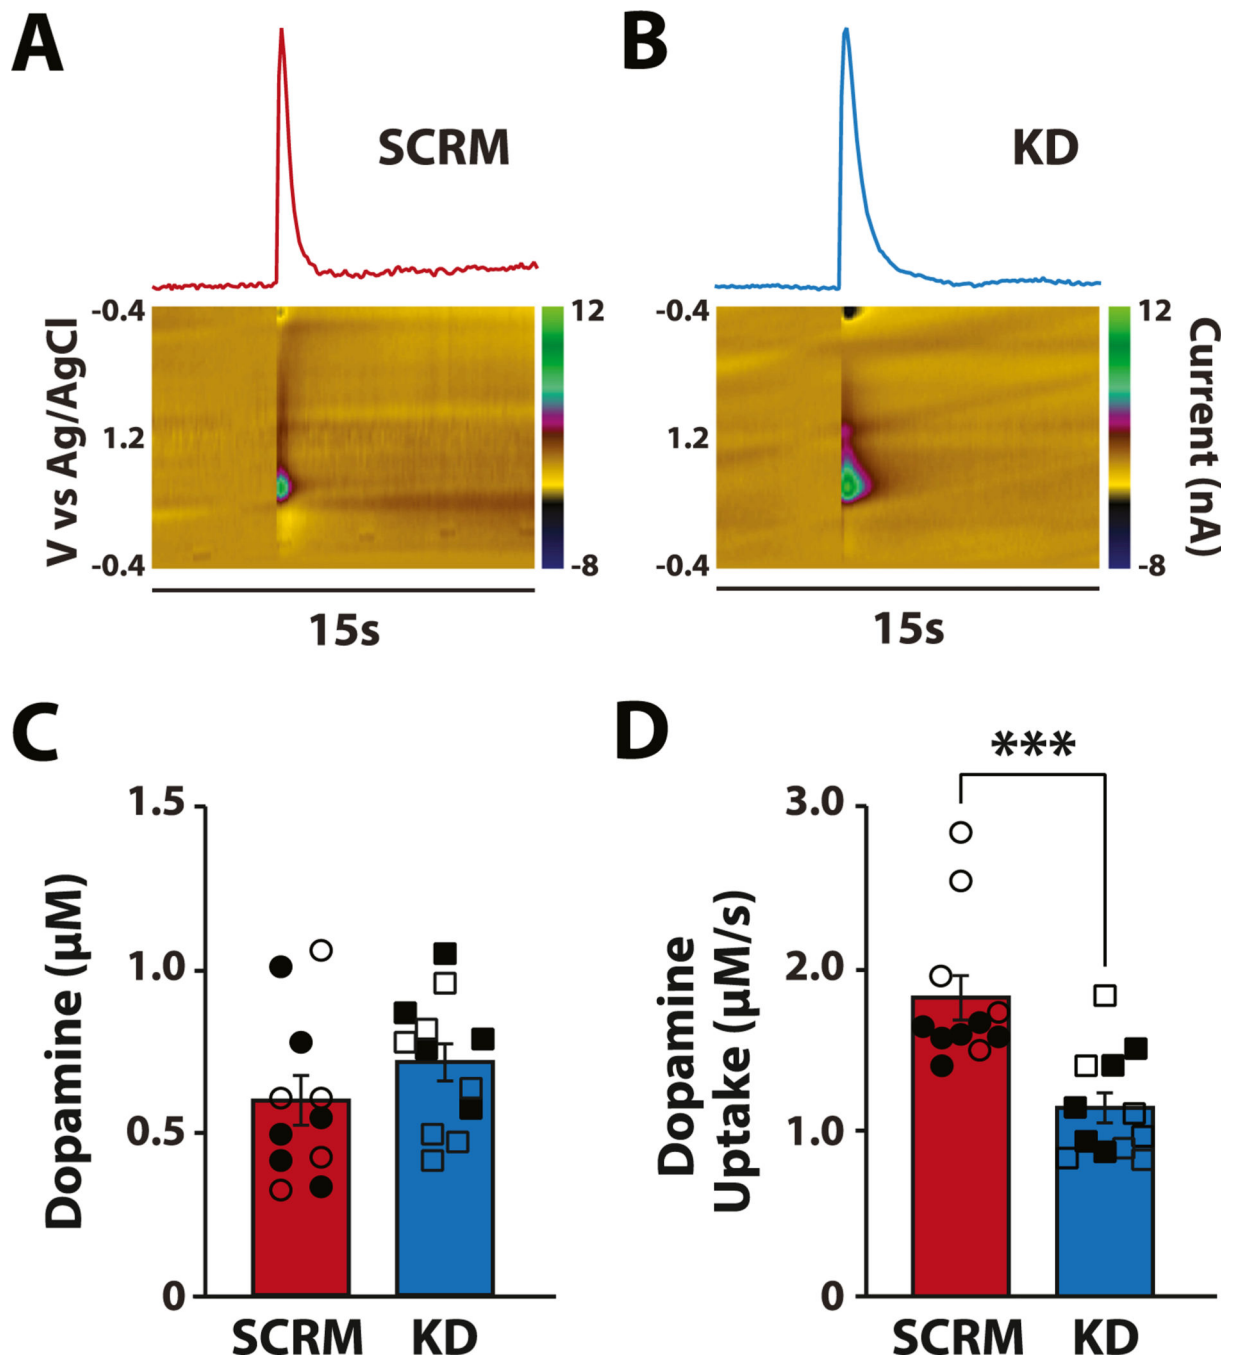 A
B
SCRM
KD
-0.4
1.2
-0.4
V vs Ag/AgCl
12
-8
15s
-0.4
1.2
-0.4
12
-8
Current (nA)
15s
C
D
***
1.5
1.0
0.5
0
Dopamine (µM)
SCRM
KD
3.0
2.0
1.0
0
Dopamine
Uptake (µM/s)
SCRM
KD